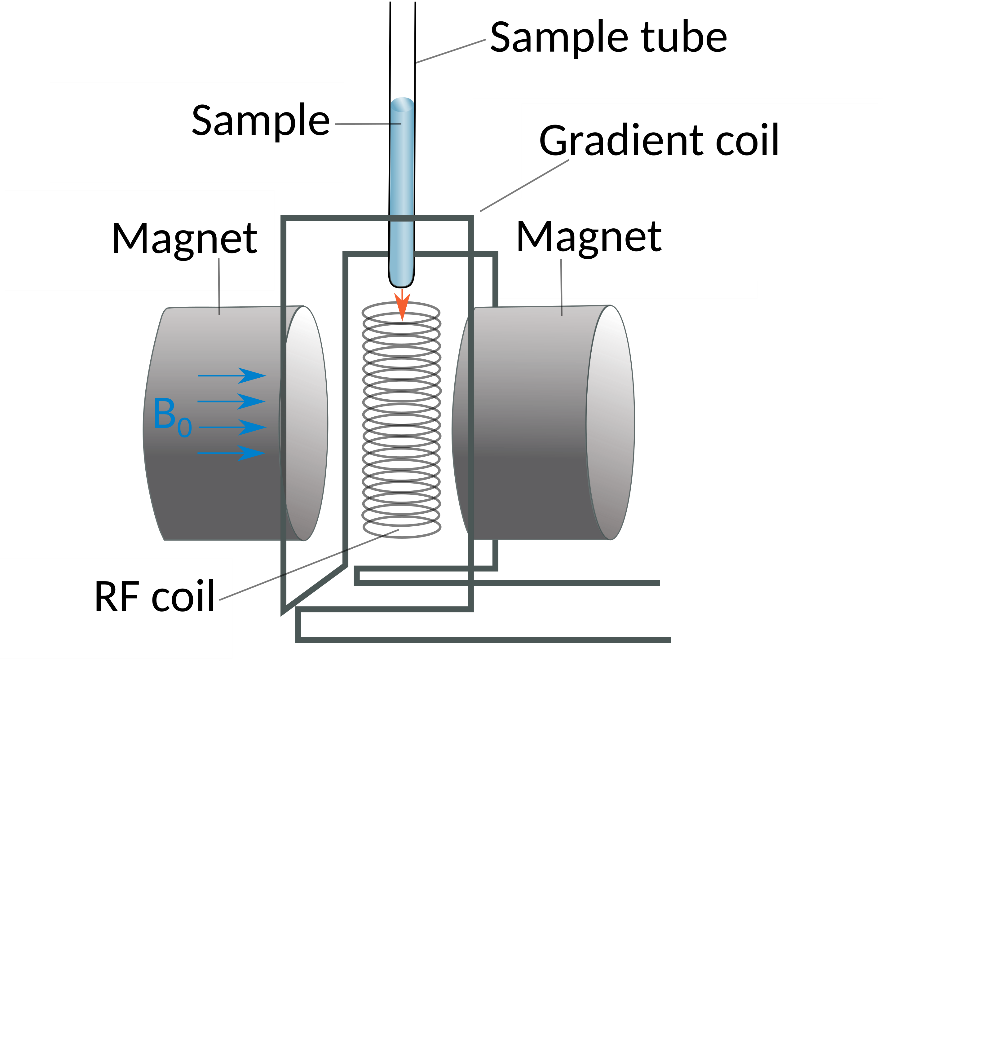 Sample tube
Sample
Gradient coil
Magnet
Magnet
B₀
RF coil